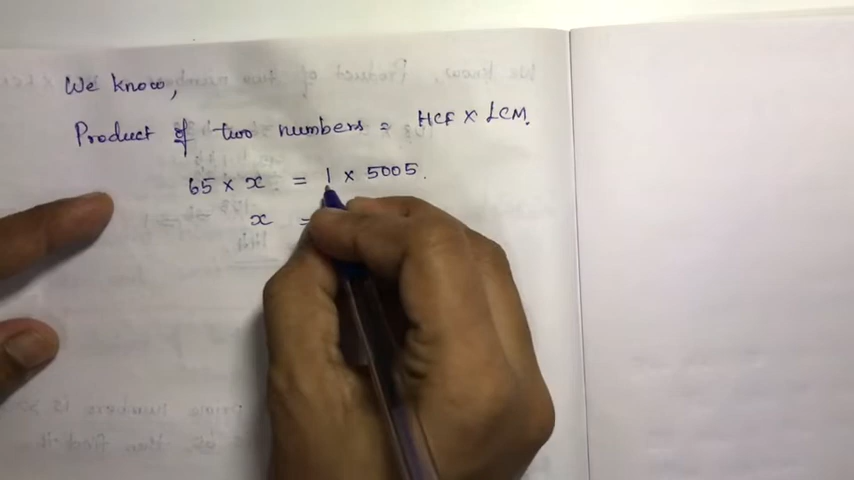 We know,
Product of two numbers = HCF × LCM.
65 × x = 1 × 5005.
x =